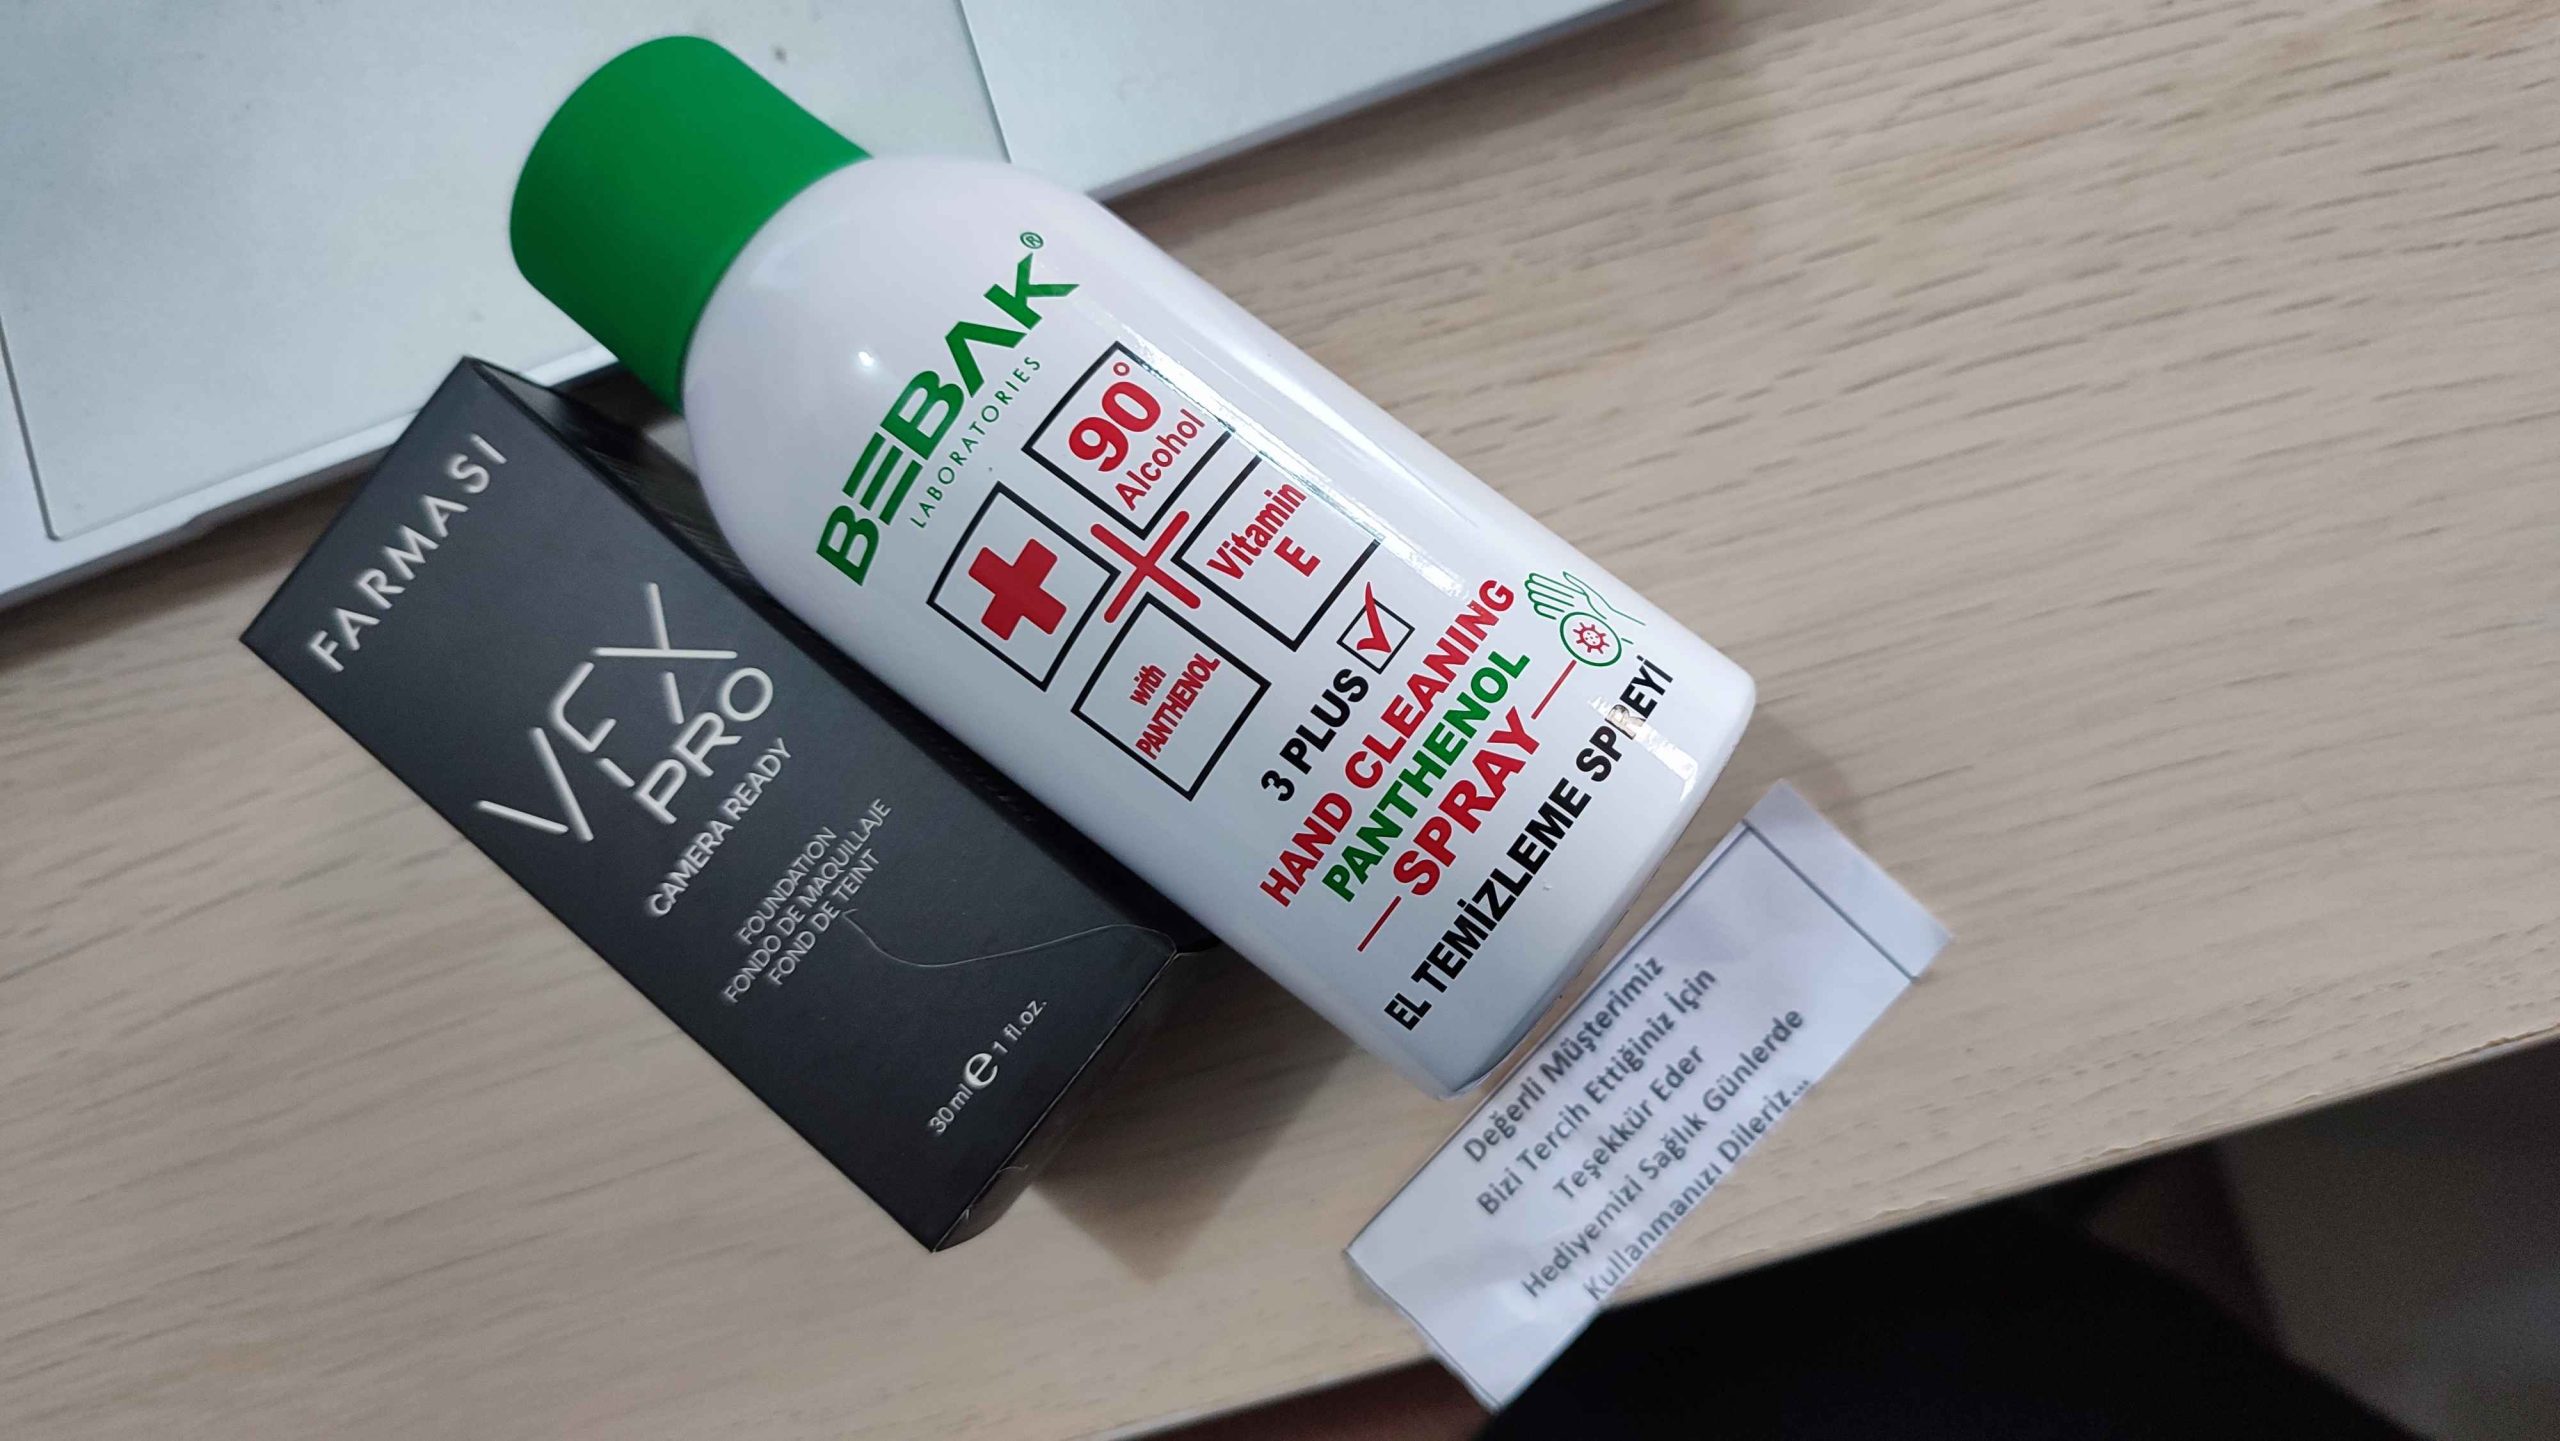 FARMASI
VFX
PRO
CAMERA READY
FOUNDATION
FONDO DE MAQUILLAJE
FOND DE TEINT
30 ml e 1 fl.oz.
BEBAK®
LABORATORIES
90°
Alcohol
Vitamin
E
with
PANTHENOL
3 PLUS
HAND CLEANING
PANTHENOL
SPRAY
EL TEMİZLEME SPREYİ
Değerli Müşterimiz
Bizi Tercih Ettiğiniz İçin
Teşekkür Eder
Hediyemizi Sağlık Günlerde
Kullanmanızı Dileriz...